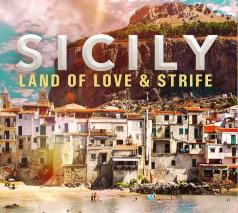 SICILY
LAND OF LOVE & STRIFE